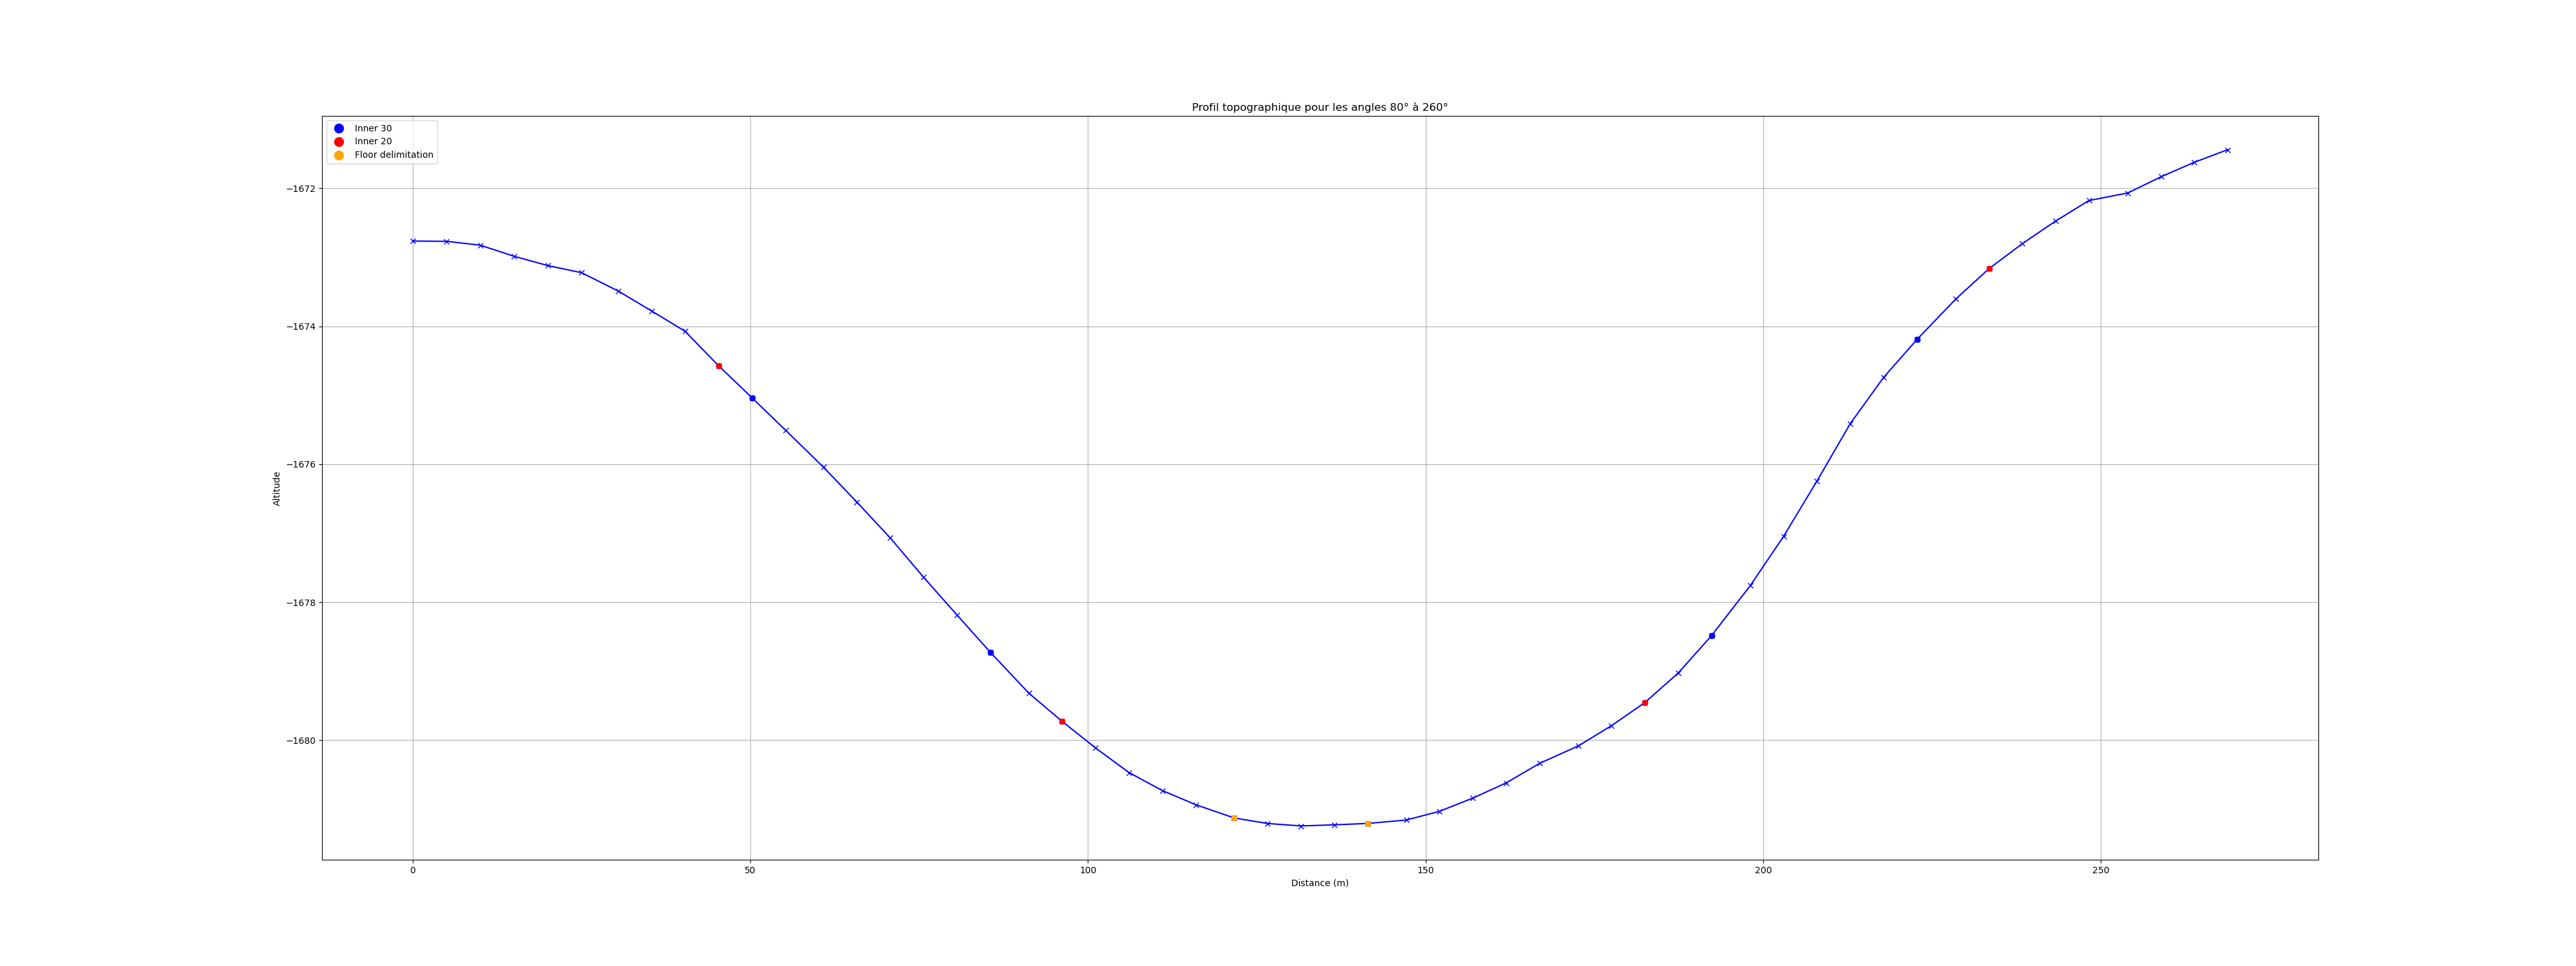 Profil topographique pour les angles 80° à 260°
Inner 30
Inner 20
Floor delimitation
−1672
−1674
−1676
−1678
−1680
Altitude
0 50 100 150 200 250
Distance (m)